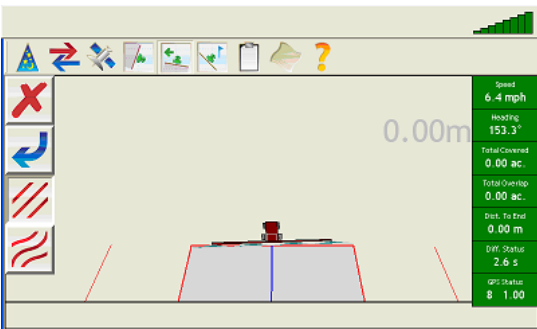 ?
0.00m
Speed
6.4 mph
Heading
153.3°
Total Covered
0.00 ac.
Total Overlap
0.00 ac.
Dist. To End
0.00 m
Diff. Status
2.6 s
GPS Status
8 1.00